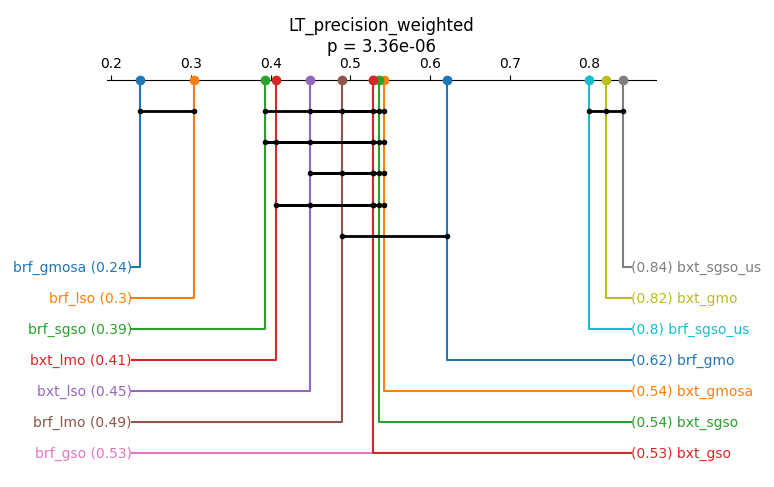 LT_precision_weighted
p = 3.36e-06
0.2 0.3 0.4 0.5 0.6 0.7 0.8
brf_gmosa (0.24) (0.84) bxt_sgso_us
brf_lso (0.3) (0.82) bxt_gmo
brf_sgso (0.39) (0.8) brf_sgso_us
bxt_lmo (0.41) (0.62) brf_gmo
bxt_lso (0.45) (0.54) bxt_gmosa
brf_lmo (0.49) (0.54) bxt_sgso
brf_gso (0.53) (0.53) bxt_gso